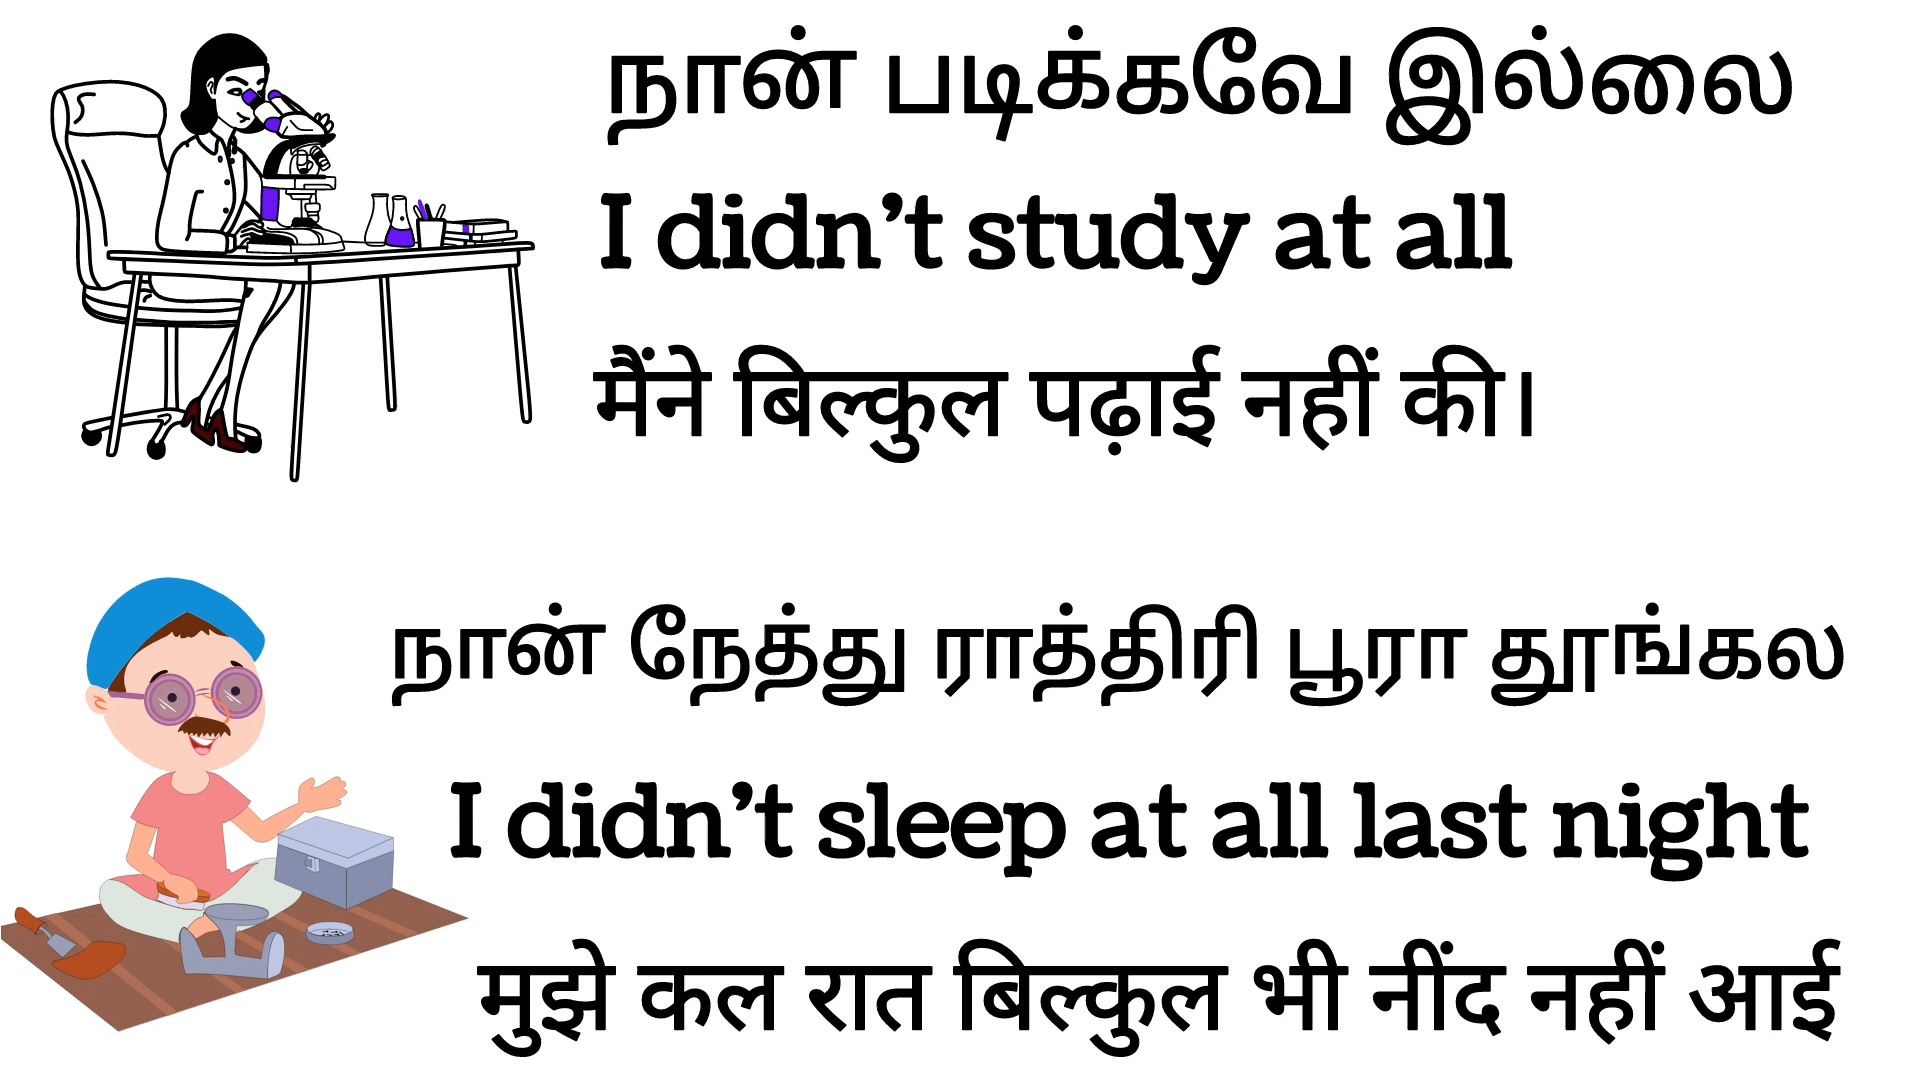 நான் படிக்கவே இல்லை
I didn’t study at all
मैंने बिल्कुल पढ़ाई नहीं की।
நான் நேத்து ராத்திரி பூரா தூங்கல
I didn’t sleep at all last night
मुझे कल रात बिल्कुल भी नींद नहीं आई